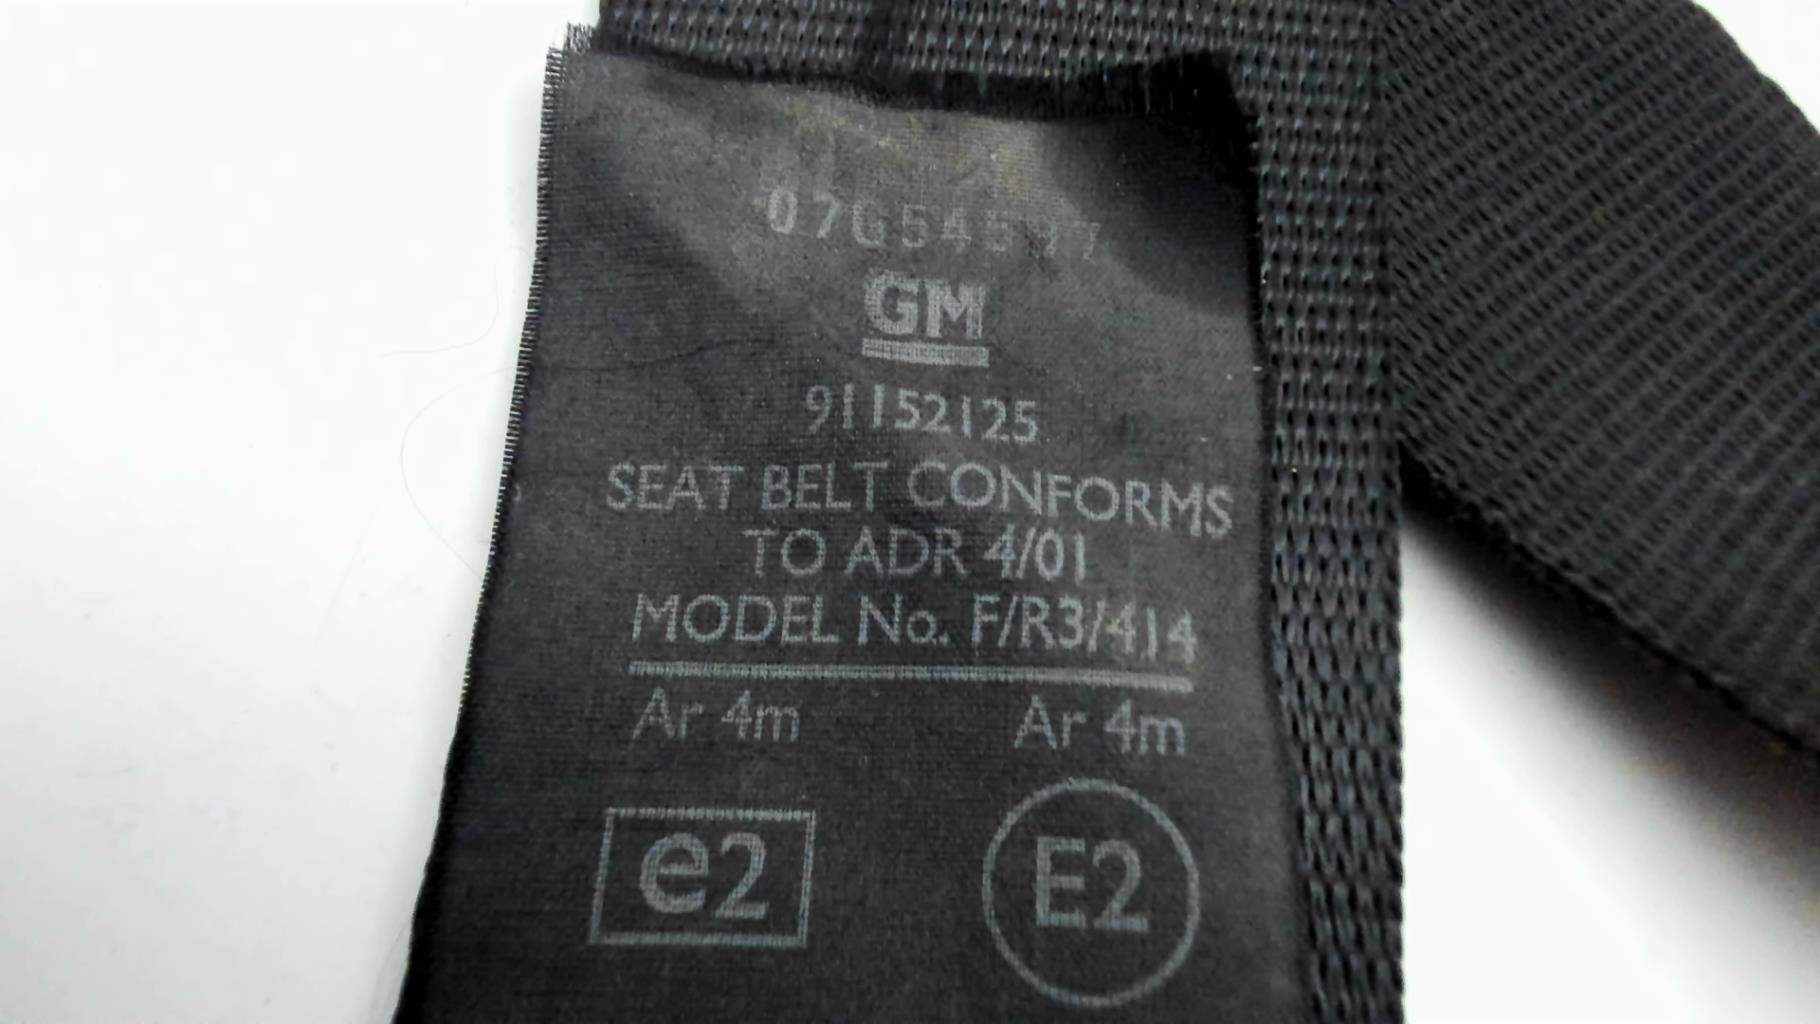 GM
91152125
SEAT BELT CONFORMS
TO ADR 4/01
MODEL No. F/R3/414
Ar 4m Ar 4m
e2 E2